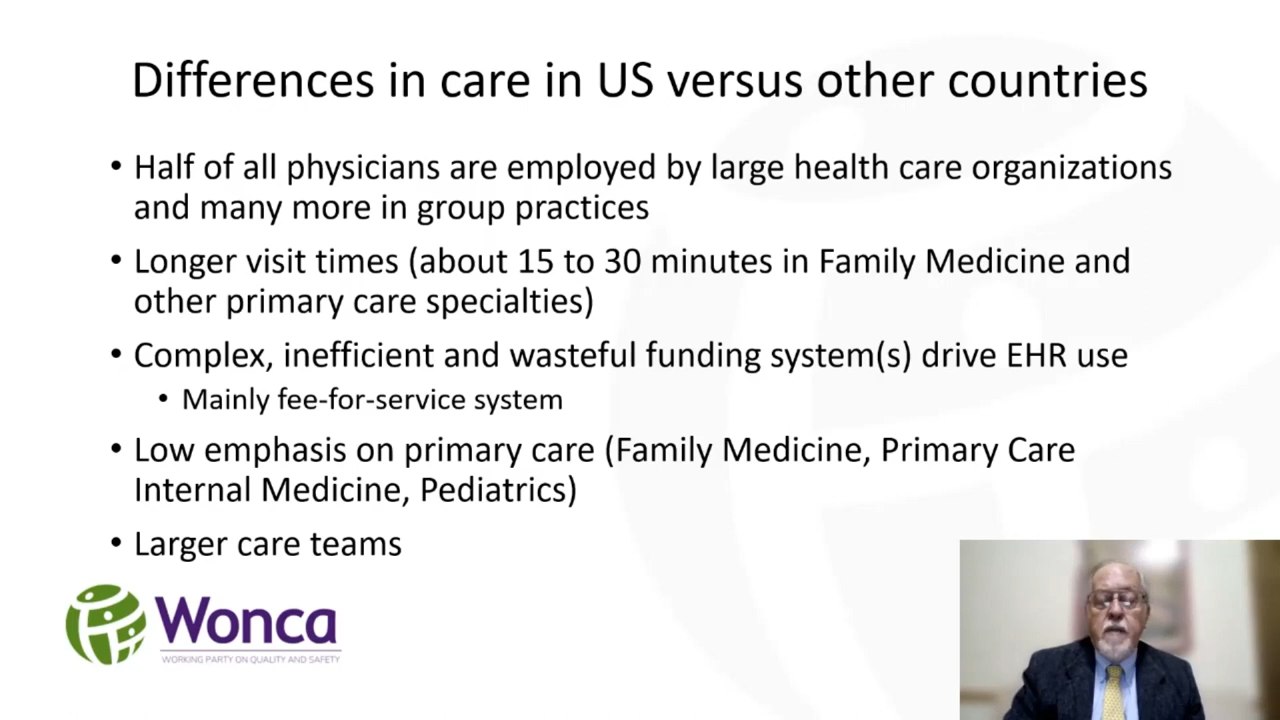 Differences in care in US versus other countries
• Half of all physicians are employed by large health care organizations
and many more in group practices
• Longer visit times (about 15 to 30 minutes in Family Medicine and
other primary care specialties)
• Complex, inefficient and wasteful funding system(s) drive EHR use
• Mainly fee-for-service system
• Low emphasis on primary care (Family Medicine, Primary Care
Internal Medicine, Pediatrics)
• Larger care teams
Wonca
WORKING PARTY ON QUALITY AND SAFETY